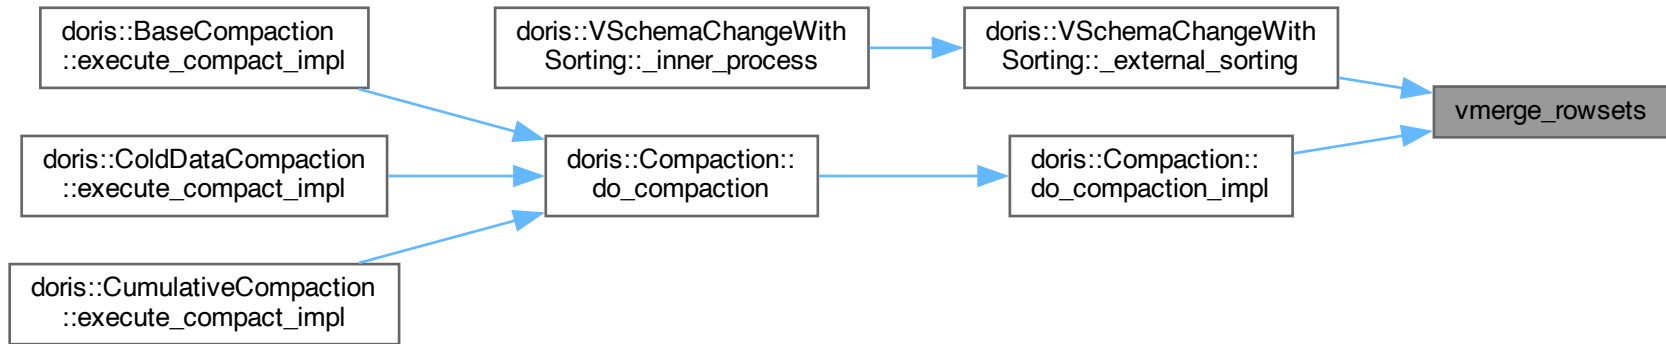 doris::BaseCompaction
::execute_compact_impl
doris::VSchemaChangeWith
Sorting::_inner_process
doris::VSchemaChangeWith
Sorting::_external_sorting
vmerge_rowsets
doris::ColdDataCompaction
::execute_compact_impl
doris::Compaction::
do_compaction
doris::Compaction::
do_compaction_impl
doris::CumulativeCompaction
::execute_compact_impl